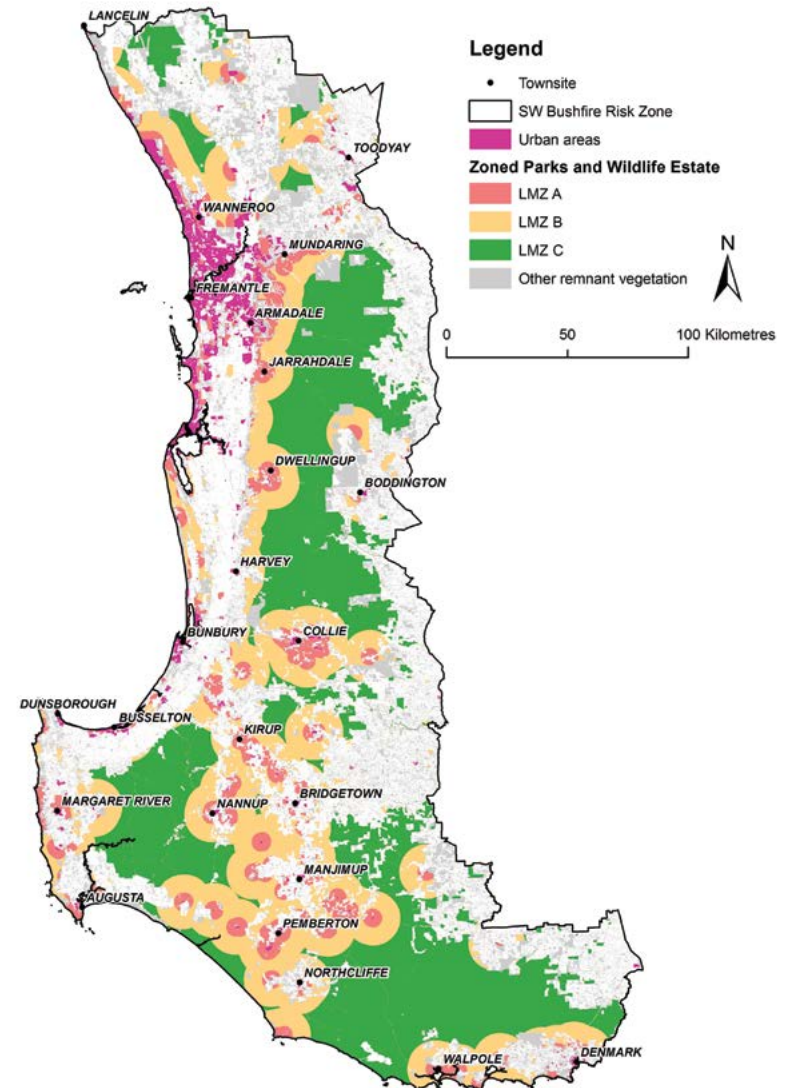 LANCELIN
Legend
Townsite
SW Bushfire Risk Zone
Urban areas
Zoned Parks and Wildlife Estate
LMZ A
LMZ B
LMZ C
Other remnant vegetation
N
0 50 100 Kilometres
TOODYAY
WANNEROO
MUNDARING
FREMANTLE
ARMADALE
JARRAHDALE
DWELLINGUP
BODDINGTON
HARVEY
BUNBURY
COLLIE
DUNSBOROUGH
BUSSELTON
KIRUP
MARGARET RIVER
NANNUP
BRIDGETOWN
MANJIMUP
AUGUSTA
PEMBERTON
NORTHCLIFFE
WALPOLE
DENMARK